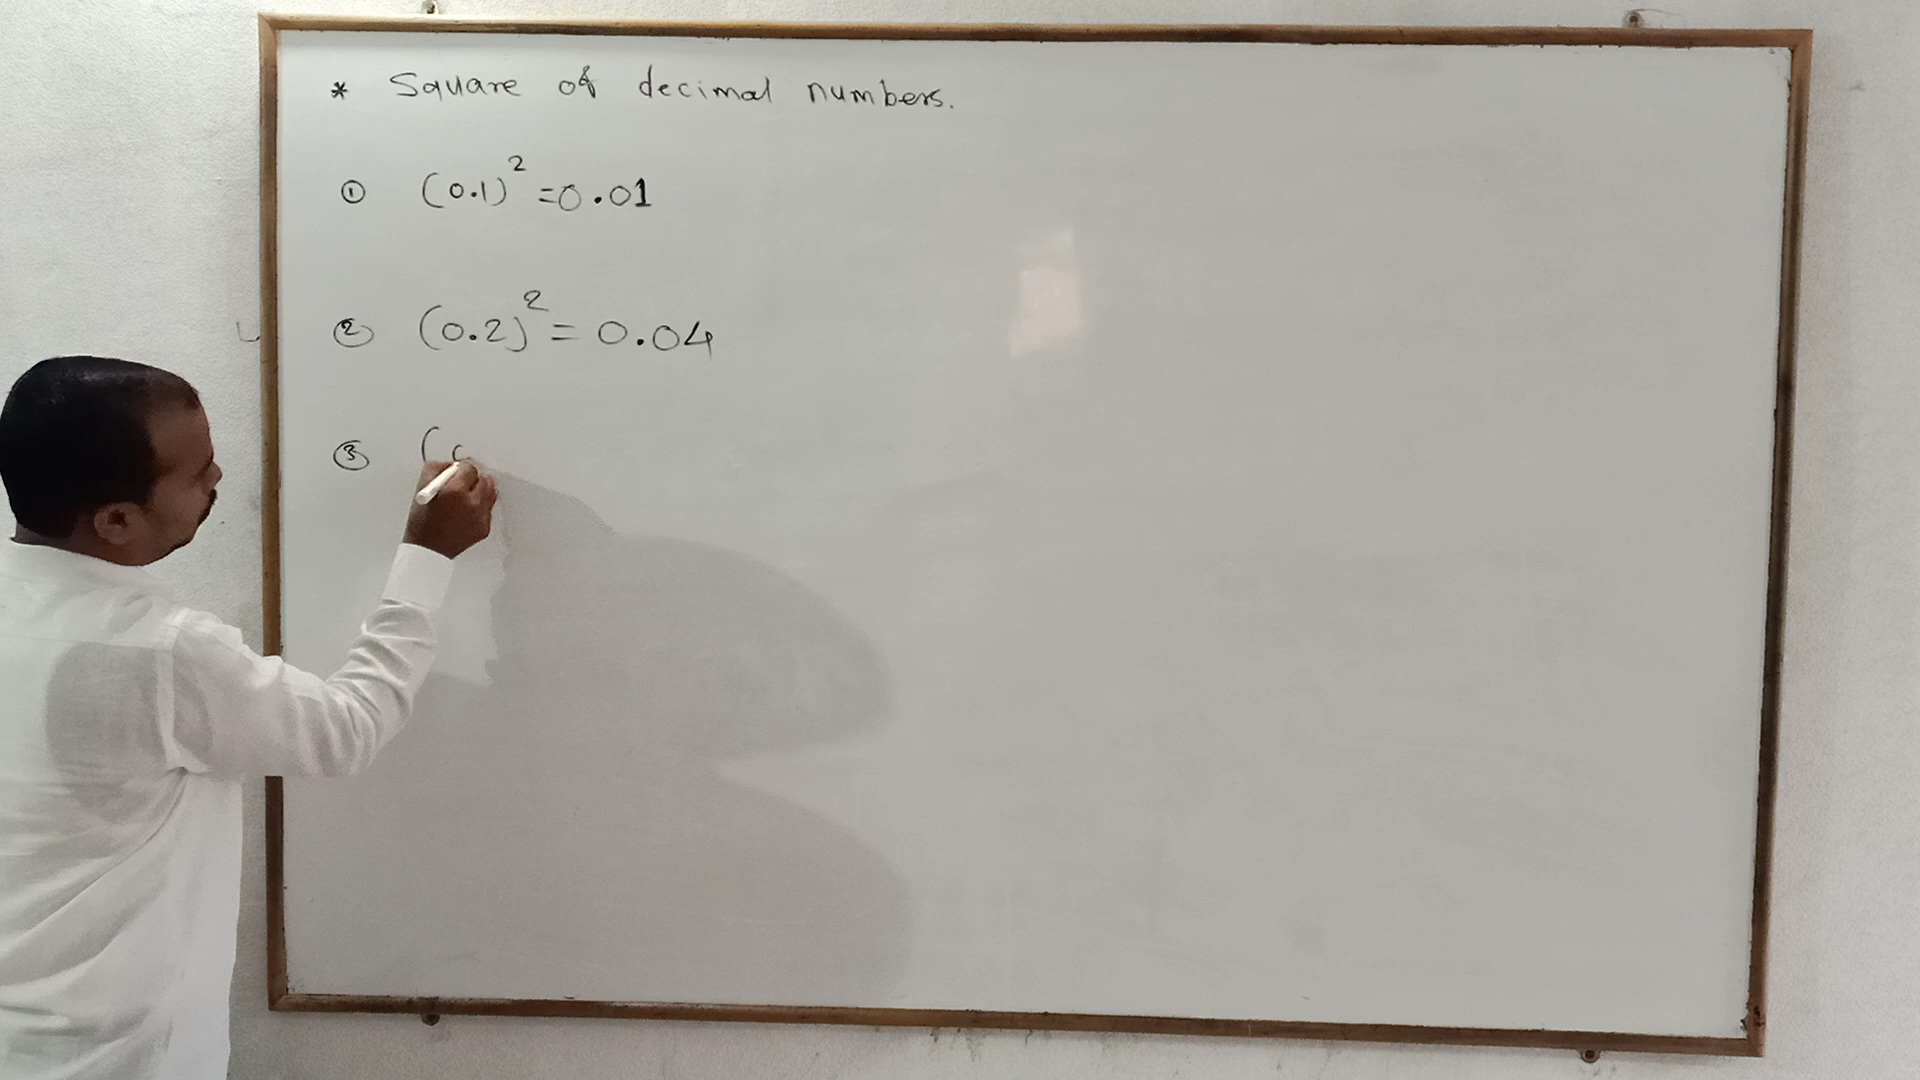 * Square of decimal numbers.
① (0.1)² =0.01
② (0.2)² = 0.04
③ (